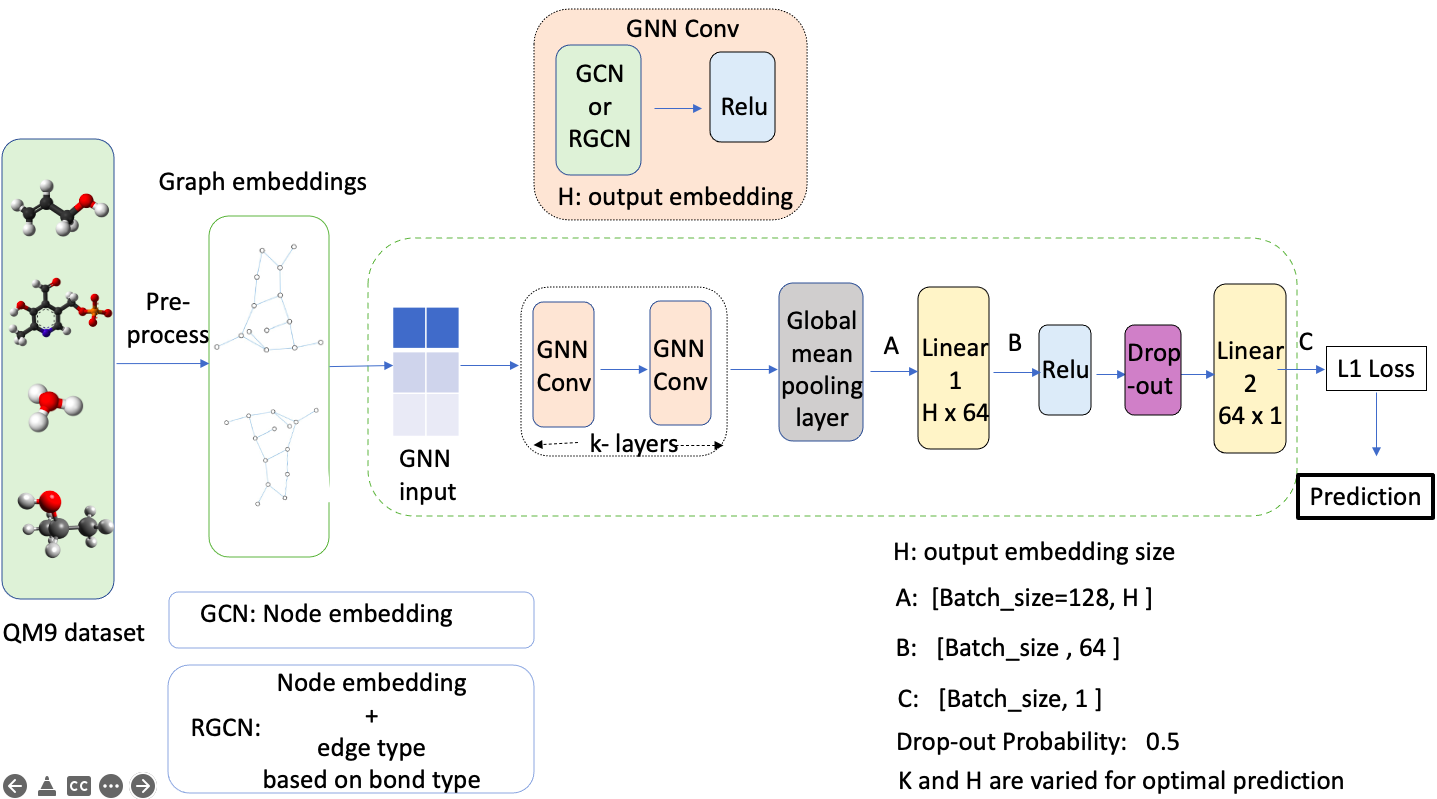 GNN Conv
GCN
or
RGCN
Relu
H: output embedding
Graph embeddings
Pre-
process
QM9 dataset
GNN
input
GNN
Conv
GNN
Conv
k- layers
Global
mean
pooling
layer
A
Linear
1
H x 64
B
Relu
Drop
-out
Linear
2
64 x 1
C
L1 Loss
Prediction
GCN: Node embedding
RGCN:
Node embedding
+
edge type
based on bond type
H: output embedding size
A: [Batch_size=128, H ]
B: [Batch_size , 64 ]
C: [Batch_size, 1 ]
Drop-out Probability: 0.5
K and H are varied for optimal prediction
CC